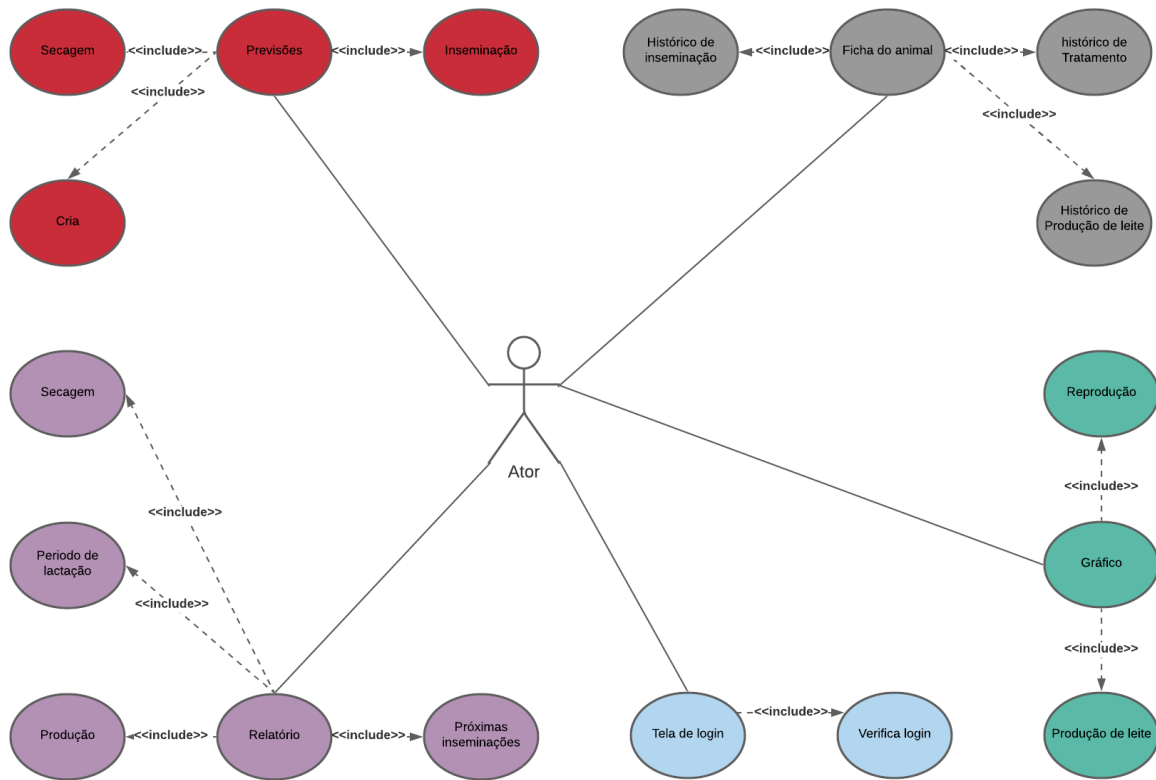 Secagem
<<include>>
Previsões
<<include>>
Inseminação
Histórico de
inseminação
<<include>>
Ficha do animal
<<include>>
histórico de
Tratamento
<<include>>
<<include>>
Cria
Histórico de
Produção de leite
Secagem
Reprodução
Ator
<<include>>
<<include>>
Periodo de
lactação
Gráfico
<<include>>
<<include>>
Produção
<<include>>
Relatório
<<include>>
Próximas
inseminações
Tela de login
<<include>>
Verifica login
Produção de leite